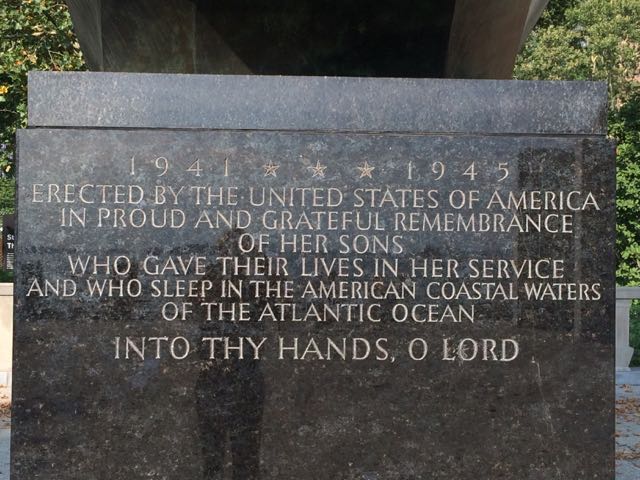 1941 ★ ★ ★ 1945
ERECTED BY THE UNITED STATES OF AMERICA
IN PROUD AND GRATEFUL REMEMBRANCE
OF HER SONS
WHO GAVE THEIR LIVES IN HER SERVICE
AND WHO SLEEP IN THE AMERICAN COASTAL WATERS
OF THE ATLANTIC OCEAN
INTO THY HANDS, O LORD